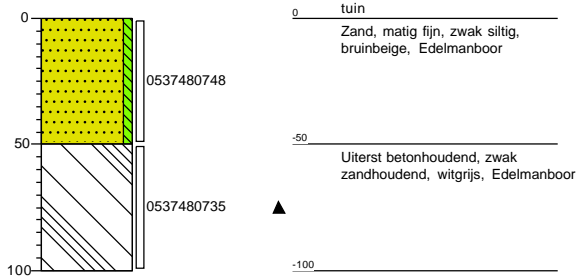 0
0537480748
50
0537480735
100
0
tuin
Zand, matig fijn, zwak siltig,
bruinbeige, Edelmanboor
-50
Uiterst betonhoudend, zwak
zandhoudend, witgrijs, Edelmanboor
-100